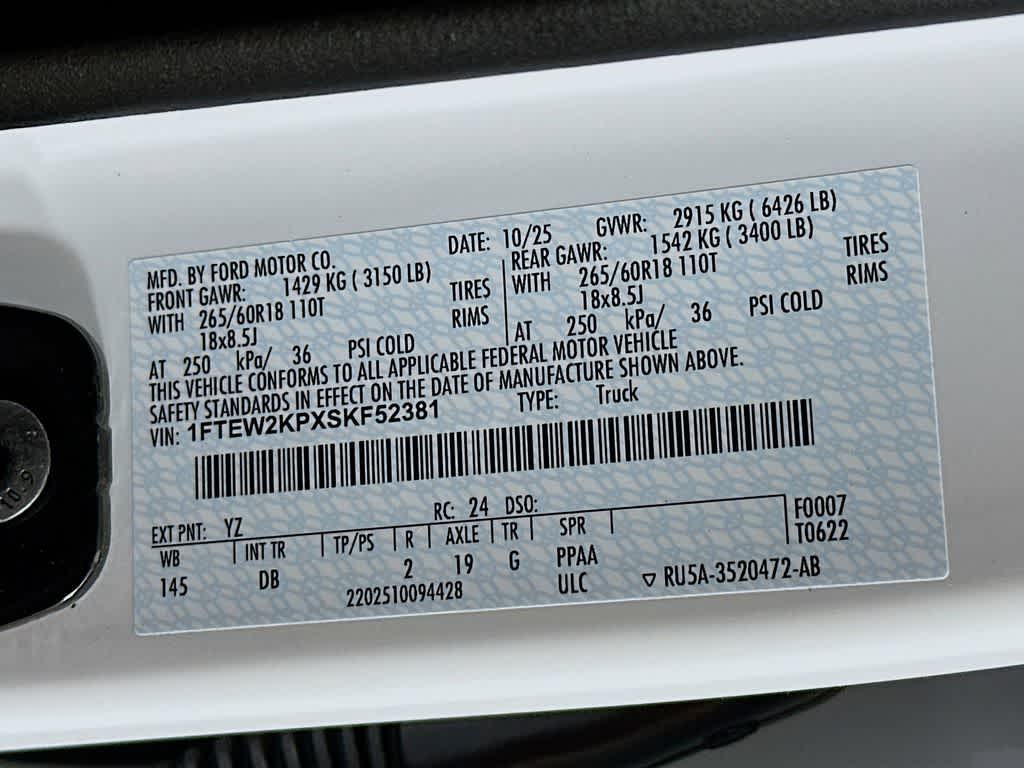 MFD. BY FORD MOTOR CO.
DATE: 10/25 GVWR: 2915 KG ( 6426 LB)
FRONT GAWR: 1429 KG ( 3150 LB)
WITH 265/60R18 110T TIRES
18x8.5J RIMS
AT 250 kPa/ 36 PSI COLD
REAR GAWR: 1542 KG ( 3400 LB)
WITH 265/60R18 110T TIRES
18x8.5J RIMS
AT 250 kPa/ 36 PSI COLD
THIS VEHICLE CONFORMS TO ALL APPLICABLE FEDERAL MOTOR VEHICLE
SAFETY STANDARDS IN EFFECT ON THE DATE OF MANUFACTURE SHOWN ABOVE.
VIN: 1FTEW2KPXSKF52381 TYPE: Truck
EXT PNT: YZ RC: 24 DSO: F0007
WB INT TR TP/PS R AXLE TR SPR T0622
145 DB 2 19 G PPAA
2202510094428 ULC RU5A-3520472-AB
10.9